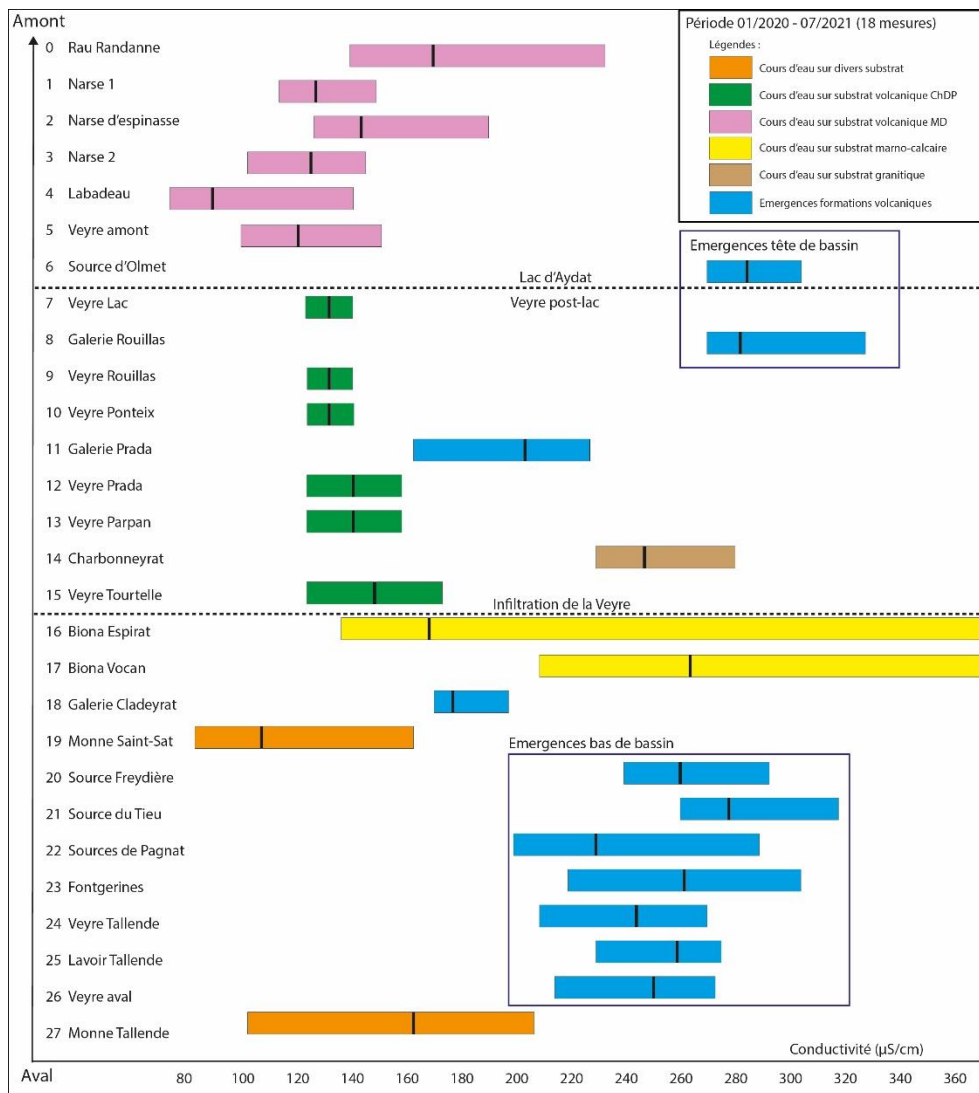 Amont
Période 01/2020 - 07/2021 (18 mesures)
Légendes :
Cours d'eau sur divers substrat
Cours d'eau sur substrat volcanique ChDP
Cours d'eau sur substrat volcanique MD
Cours d'eau sur substrat marno-calcaire
Cours d'eau sur substrat granitique
Emergences formations volcaniques
0 Rau Randanne
1 Narse 1
2 Narse d'espinasse
3 Narse 2
4 Labadeau
5 Veyre amont
Emergences tête de bassin
6 Source d'Olmet
Lac d'Aydat
Veyre post-lac
7 Veyre Lac
8 Galerie Rouillas
9 Veyre Rouillas
10 Veyre Ponteix
11 Galerie Prada
12 Veyre Prada
13 Veyre Parpan
14 Charbonneyrat
15 Veyre Tourtelle
Infiltration de la Veyre
16 Biona Espirat
17 Biona Vocan
18 Galerie Cladeyrat
19 Monne Saint-Sat
Emergences bas de bassin
20 Source Freydière
21 Source du Tieu
22 Sources de Pagnat
23 Fontgerines
24 Veyre Tallende
25 Lavoir Tallende
26 Veyre aval
27 Monne Tallende
Conductivité (µS/cm)
Aval
80 100 120 140 160 180 200 220 240 260 280 300 320 340 360